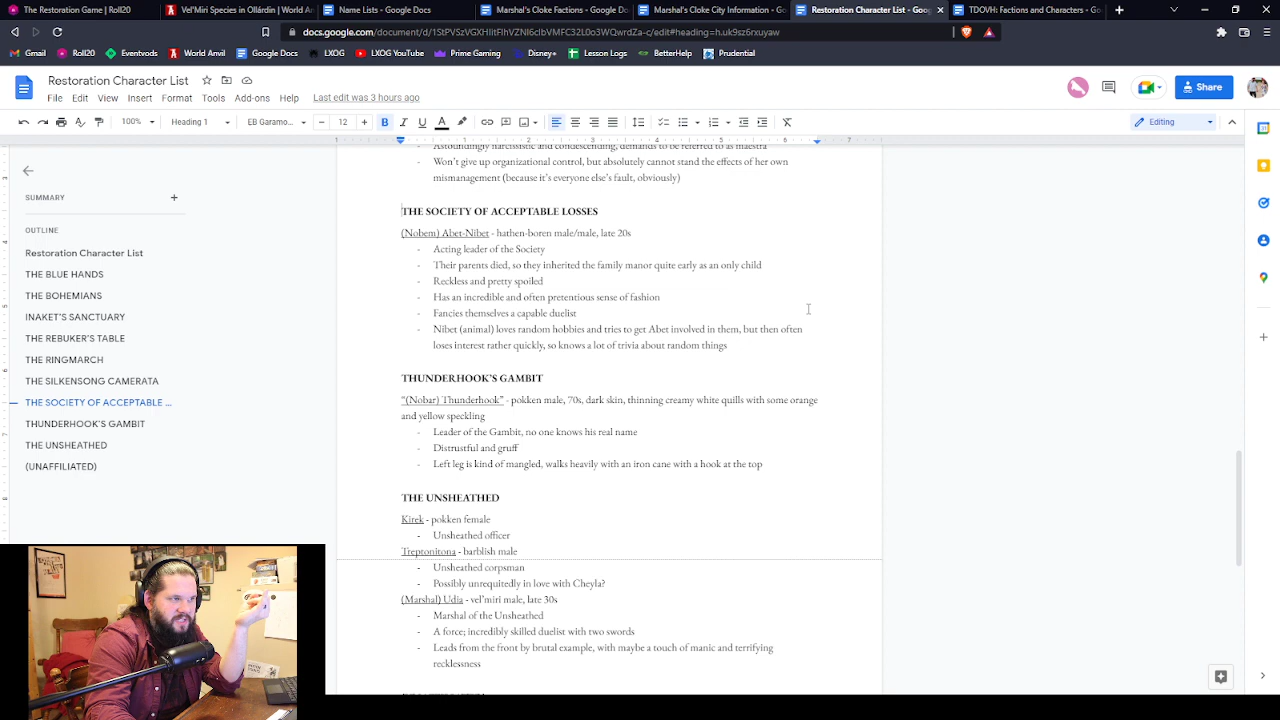 Marshal's Cloke: The D... | Roll20
Vel'Miri Species in Ollárdin | World An
Name Lists - Google Docs
Marshal's Cloke Factions - Google Do
Marshal's Cloke City Information - Go
Restoration Character List - Goog
TDOVH: Factions and Characters - Go
docs.google.com/document/d/
Gmail
Roll20
Eventeny
World Anvil
Google Docs
LXOG
LXOG YouTube
Prime Gaming
Disney+
Lesson Logs
BetterHelp
Prudential
Restoration Character List
File Edit View Insert Format Tools Add-ons Help Last edit was 3 hours ago
Share
100% Heading 1 EB Garamo... 12
Editing
SUMMARY
OUTLINE
Restoration Character List
THE BLUE HANDS
THE BOHEMIANS
INAKET'S SANCTUARY
THE REBUKER'S TABLE
THE RINGMARCH
THE SILKENSONG CAMERATA
THE SOCIETY OF ACCEPTABLE ...
THUNDERHOOK'S GAMBIT
THE UNSHEATHED
(UNAFFILIATED)
- Astoundingly narcissistic and condescending, demands to be referred to as maestra
- Won't give up organizational control, but absolutely cannot stand the effects of her own
mismanagement (because it's everyone else's fault, obviously)
THE SOCIETY OF ACCEPTABLE LOSSES
(Nobem) Abet-Nibet - hathen-boren male/male, late 20s
- Acting leader of the Society
- Their parents died, so they inherited the family manor quite early as an only child
- Reckless and pretty spoiled
- Has an incredible and often pretentious sense of fashion
- Fancies themselves a capable duelist
- Nibet (animal) loves random hobbies and tries to get Abet involved in them, but then often
loses interest rather quickly, so knows a lot of trivia about random things
THUNDERHOOK'S GAMBIT
"(Nobar) Thunderhook" - pokken male, 70s, dark skin, thinning creamy white quills with some orange
and yellow speckling
- Leader of the Gambit, no one knows his real name
- Distrustful and gruff
- Left leg is kind of mangled, walks heavily with an iron cane with a hook at the top
THE UNSHEATHED
Kirek - pokken female
- Unsheathed officer
Treptonitona - barblish male
- Unsheathed corpsman
- Possibly unrequitedly in love with Cheyla?
(Marshal) Udia - vel'miri male, late 30s
- Marshal of the Unsheathed
- A force; incredibly skilled duelist with two swords
- Leads from the front by brutal example, with maybe a touch of manic and terrifying
recklessness